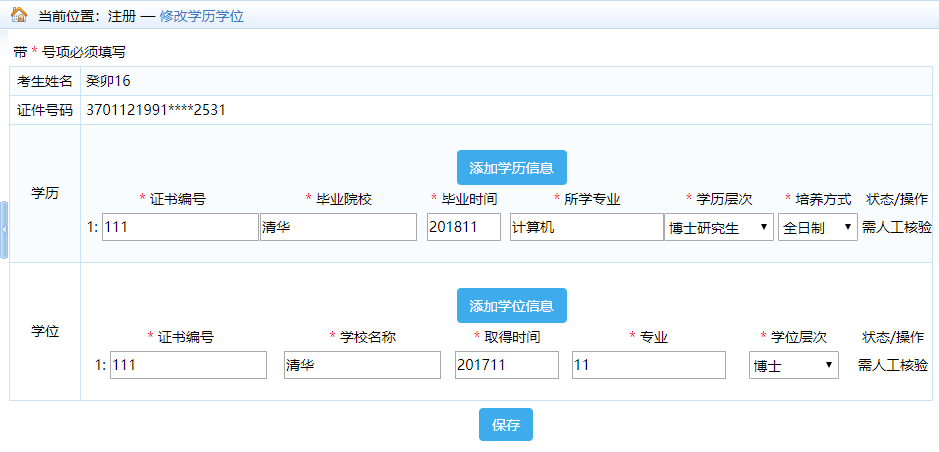 当前位置：注册 — 修改学历学位
带 * 号项必须填写
考生姓名 癸卯16
证件号码 3701121991****2531
学历
添加学历信息
* 证书编号 * 毕业院校 * 毕业时间 * 所学专业 * 学历层次 * 培养方式 状态/操作
1: 111 清华 201811 计算机 博士研究生 全日制 需人工核验
学位
添加学位信息
* 证书编号 * 学校名称 * 取得时间 * 专业 * 学位层次 状态/操作
1: 111 清华 201711 11 博士 需人工核验
保存